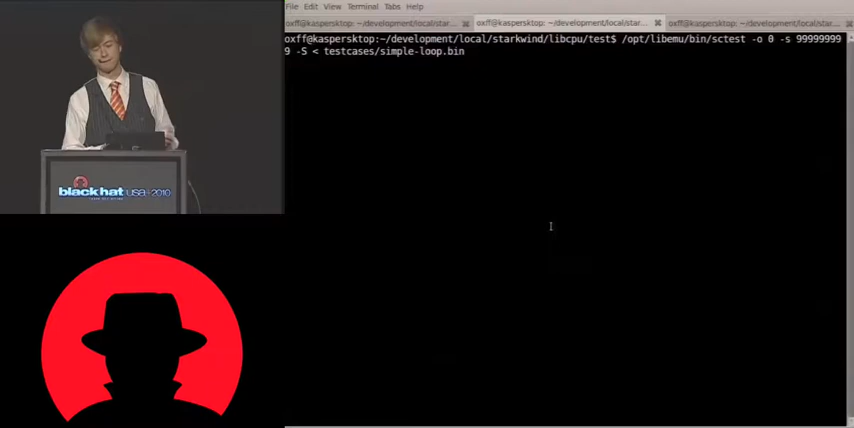 File Edit View Terminal Tabs Help
oxff@kaspersktop: ~/development/local/star...
oxff@kaspersktop: ~/development/local/star...
oxff@kaspersktop: ~/development/local/star...
oxff@kaspersktop:~/development/local/starkwind/libcpu/test$ /opt/libemu/bin/sctest -o 0 -s 99999999
9 -S < testcases/simple-loop.bin
black hat USA+2010